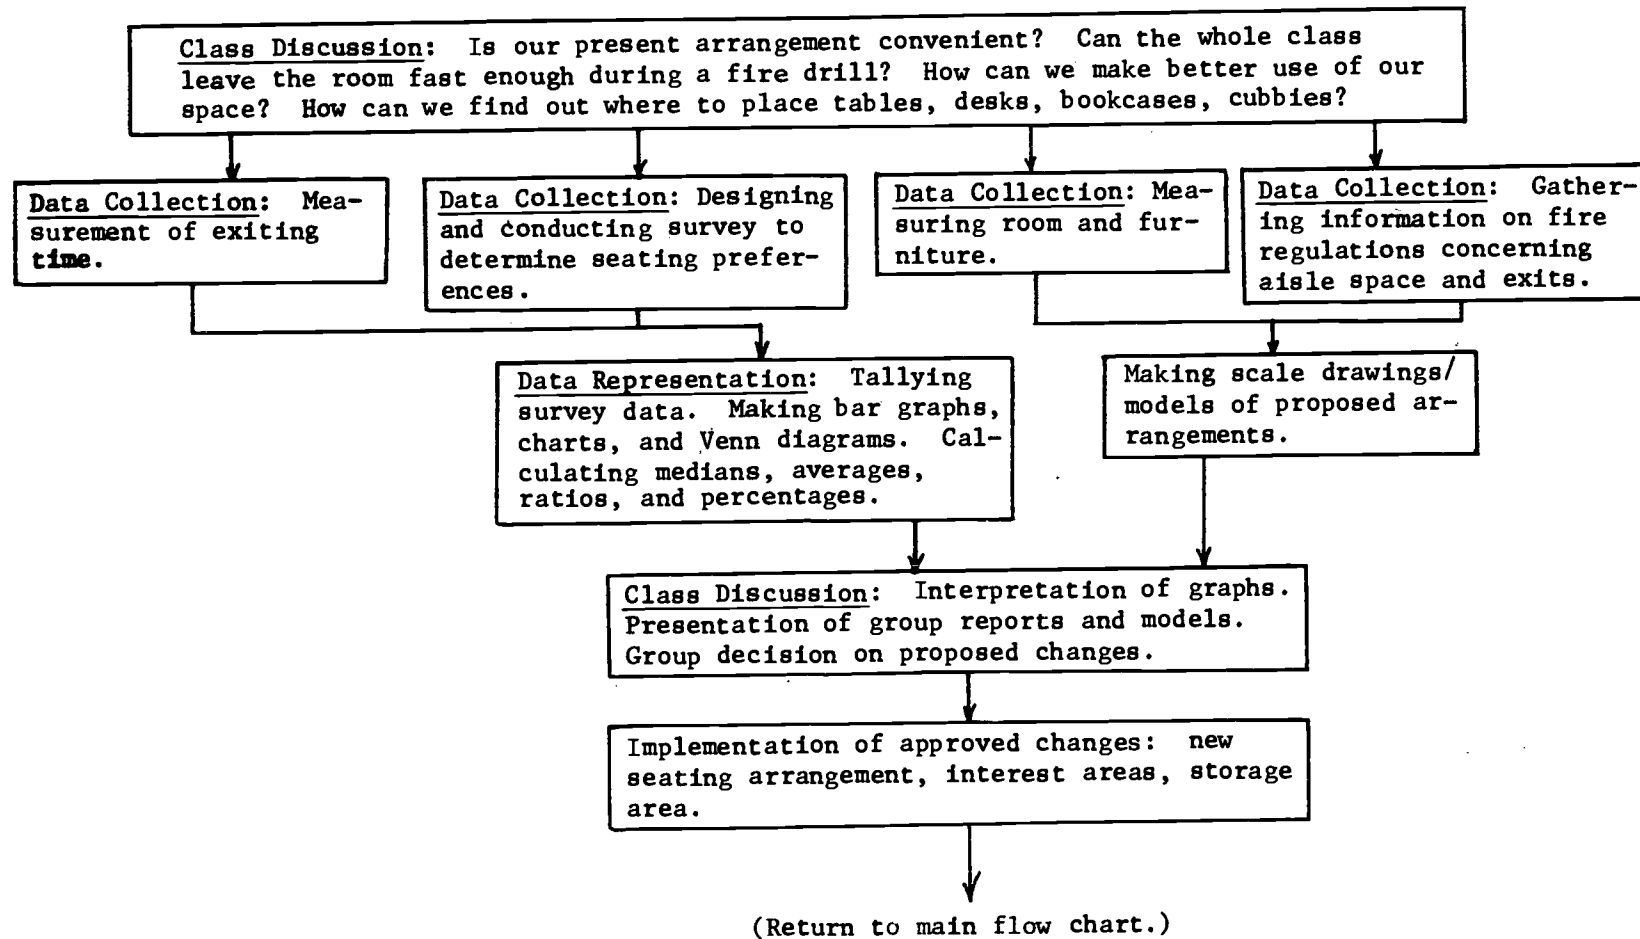 Class Discussion: Is our present arrangement convenient? Can the whole class
leave the room fast enough during a fire drill? How can we make better use of our
space? How can we find out where to place tables, desks, bookcases, cubbies?
Data Collection: Mea-
surement of exiting
time.
Data Collection: Designing
and conducting survey to
determine seating prefer-
ences.
Data Collection: Mea-
suring room and fur-
niture.
Data Collection: Gather-
ing information on fire
regulations concerning
aisle space and exits.
Data Representation: Tallying
survey data. Making bar graphs,
charts, and Venn diagrams. Cal-
culating medians, averages,
ratios, and percentages.
Making scale drawings/
models of proposed ar-
rangements.
Class Discussion: Interpretation of graphs.
Presentation of group reports and models.
Group decision on proposed changes.
Implementation of approved changes: new
seating arrangement, interest areas, storage
area.
(Return to main flow chart.)